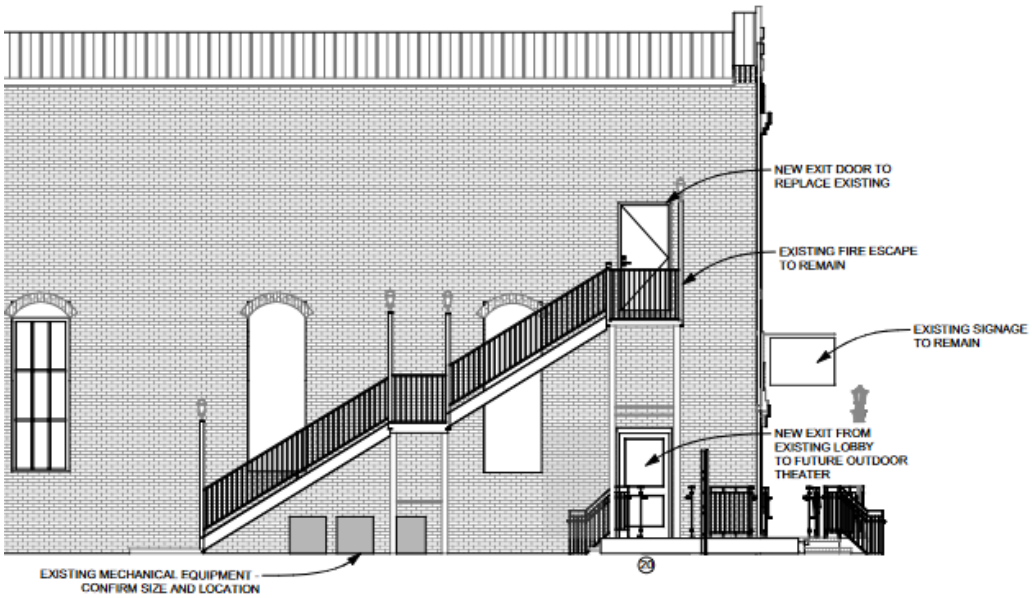 NEW EXIT DOOR TO
REPLACE EXISTING
EXISTING FIRE ESCAPE
TO REMAIN
EXISTING SIGNAGE
TO REMAIN
NEW EXIT FROM
EXISTING LOBBY
TO FUTURE OUTDOOR
THEATER
20
EXISTING MECHANICAL EQUIPMENT -
CONFIRM SIZE AND LOCATION